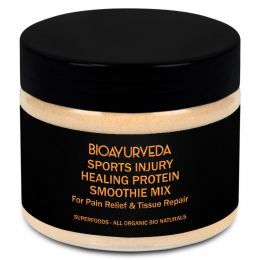 BIOAYURVEDA
SPORTS INJURY
HEALING PROTEIN
SMOOTHIE MIX
For Pain Relief & Tissue Repair
SUPERFOODS - ALL ORGANIC BIO NATURALS